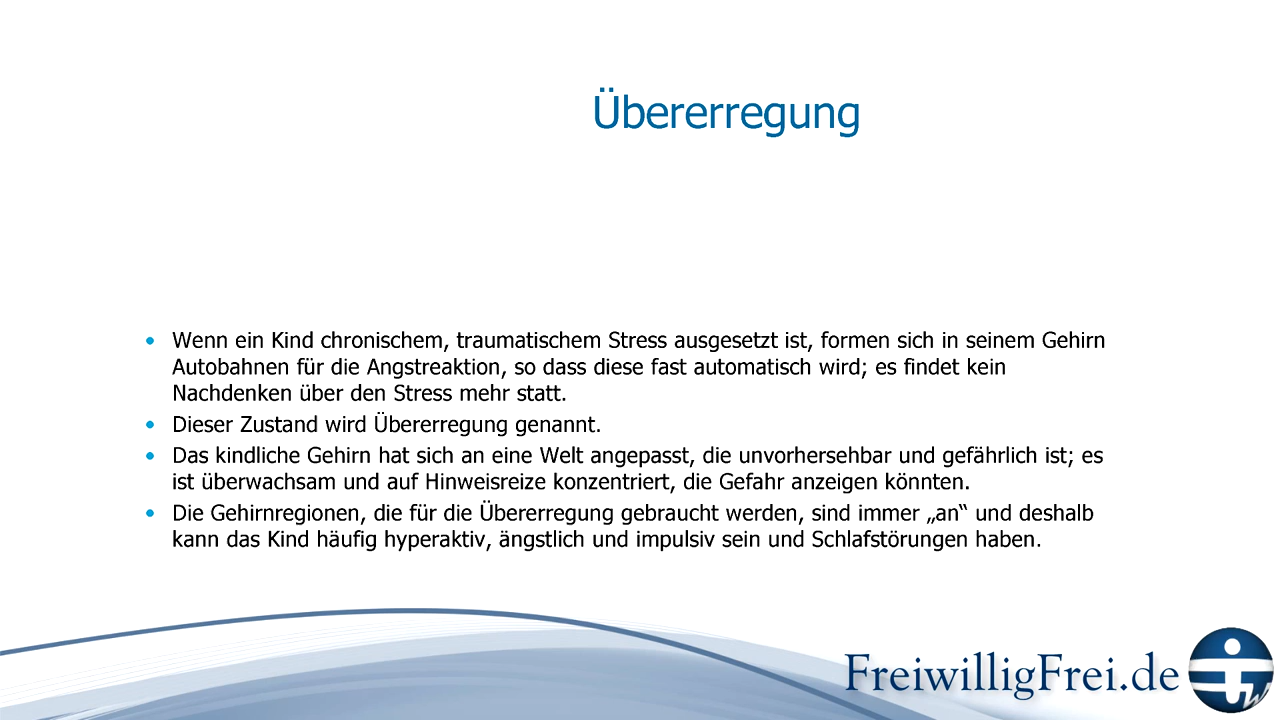 Übererregung
• Wenn ein Kind chronischem, traumatischem Stress ausgesetzt ist, formen sich in seinem Gehirn
Autobahnen für die Angstreaktion, so dass diese fast automatisch wird; es findet kein
Nachdenken über den Stress mehr statt.
• Dieser Zustand wird Übererregung genannt.
• Das kindliche Gehirn hat sich an eine Welt angepasst, die unvorhersehbar und gefährlich ist; es
ist überwachsam und auf Hinweisreize konzentriert, die Gefahr anzeigen könnten.
• Die Gehirnregionen, die für die Übererregung gebraucht werden, sind immer „an“ und deshalb
kann das Kind häufig hyperaktiv, ängstlich und impulsiv sein und Schlafstörungen haben.
FreiwilligFrei.de